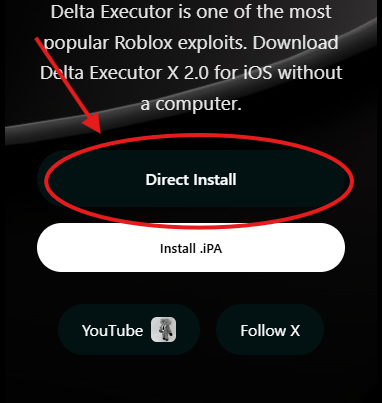 Delta Executor is one of the most
popular Roblox exploits. Download
Delta Executor X 2.0 for iOS without
a computer.
Direct Install
Install .iPA
YouTube
Follow X